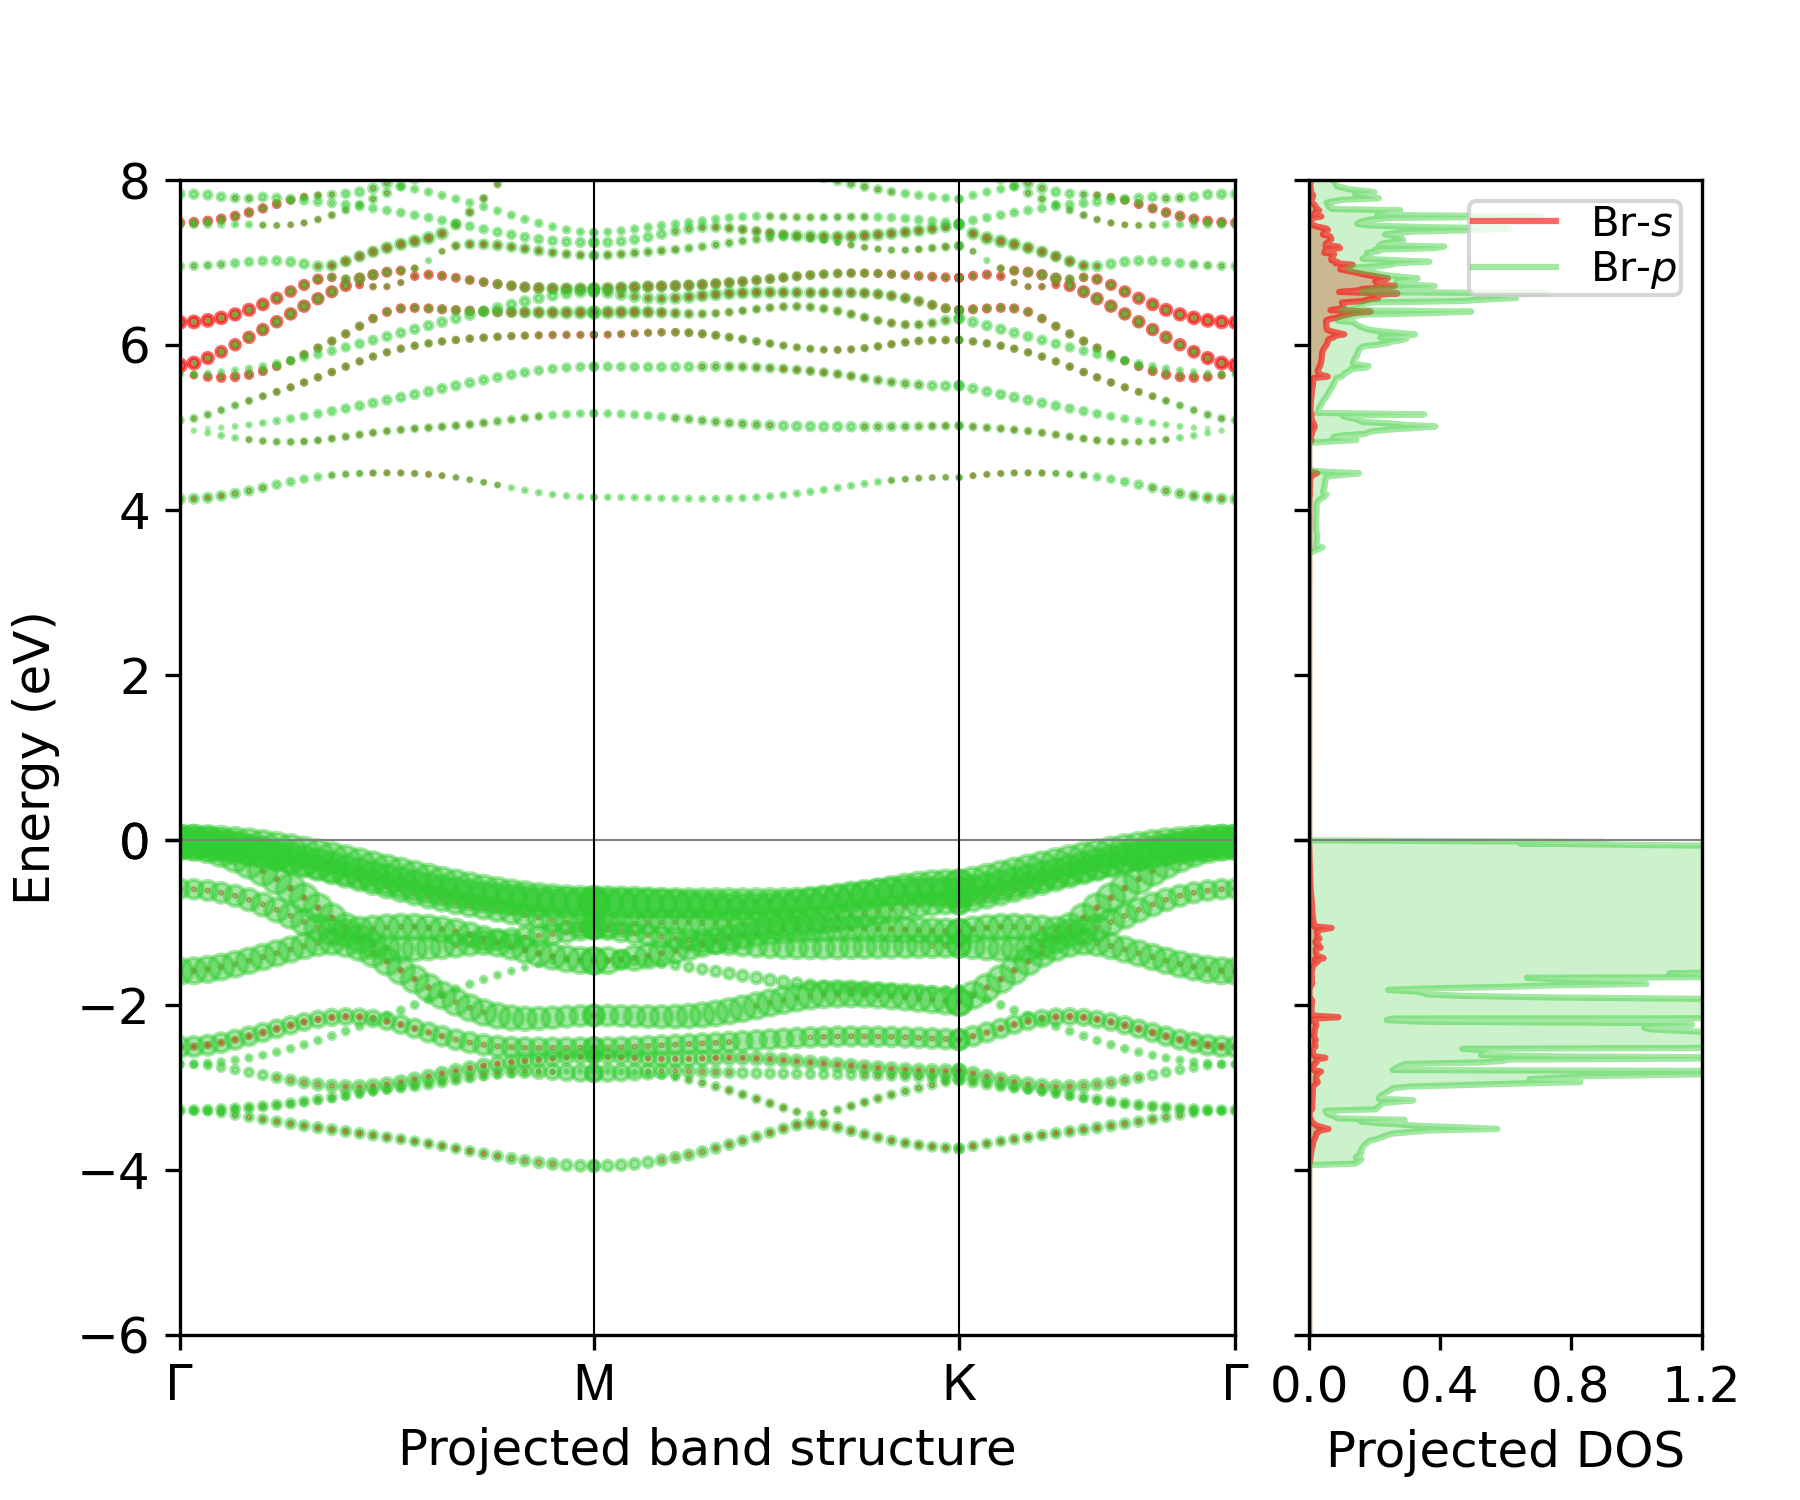 8
6
4
2
0
−2
−4
−6
Energy (eV)
Γ
M
K
Γ
Projected band structure
Br-s
Br-p
0.0
0.4
0.8
1.2
Projected DOS